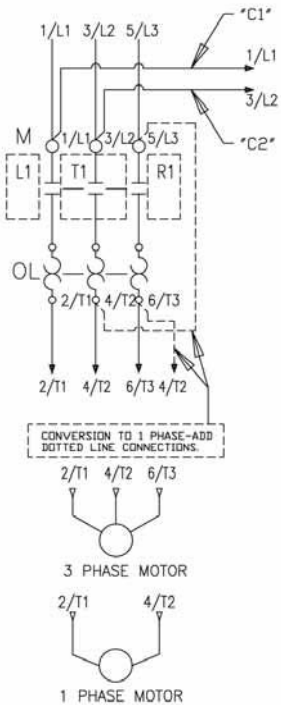 "C1"
1/L1 3/L2 5/L3
1/L1
3/L2
M 1/L1 3/L2 5/L3 "C2"
L1 T1 R1
OL
2/T1 4/T2 6/T3
2/T1 4/T2 6/T3 4/T2
CONVERSION TO 1 PHASE-ADD
DOTTED LINE CONNECTIONS.
2/T1 4/T2 6/T3
3 PHASE MOTOR
2/T1 4/T2
1 PHASE MOTOR